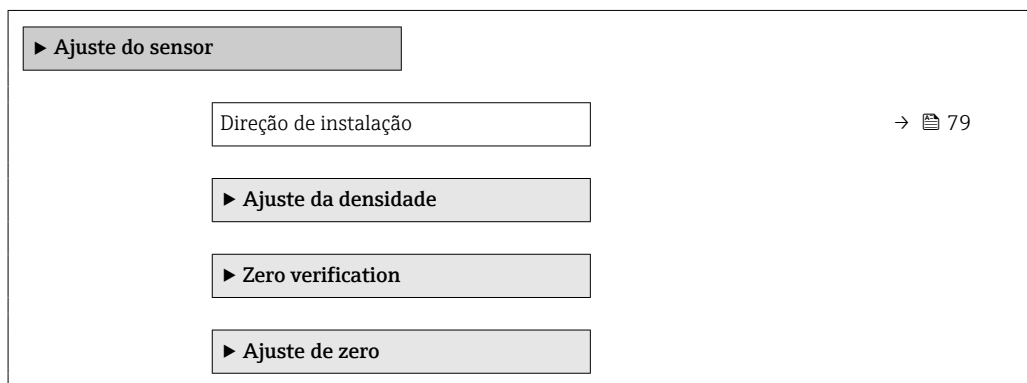 ▶ Ajuste do sensor
Direção de instalação → 79
▶ Ajuste da densidade
▶ Zero verification
▶ Ajuste de zero